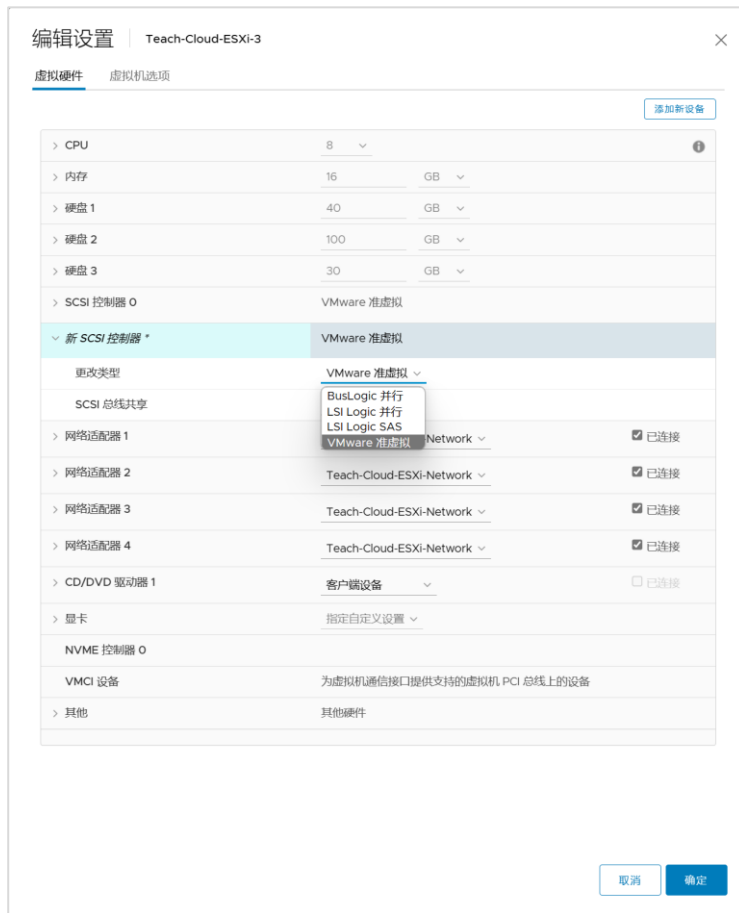 编辑设置 Teach-Cloud-ESXi-3
虚拟硬件 虚拟机选项
添加新设备
CPU 8
内存 16 GB
硬盘 1 40 GB
硬盘 2 100 GB
硬盘 3 30 GB
SCSI 控制器 0 VMware 准虚拟
新 SCSI 控制器 * VMware 准虚拟
更改类型 VMware 准虚拟
SCSI 总线共享
BusLogic 并行
LSI Logic 并行
LSI Logic SAS
VMware 准虚拟
网络适配器 1 -Network 已连接
网络适配器 2 Teach-Cloud-ESXi-Network 已连接
网络适配器 3 Teach-Cloud-ESXi-Network 已连接
网络适配器 4 Teach-Cloud-ESXi-Network 已连接
CD/DVD 驱动器 1 客户端设备 已连接
显卡 指定自定义设置
NVME 控制器 0
VMCI 设备 为虚拟机通信接口提供支持的虚拟机 PCI 总线上的设备
其他 其他硬件
取消 确定